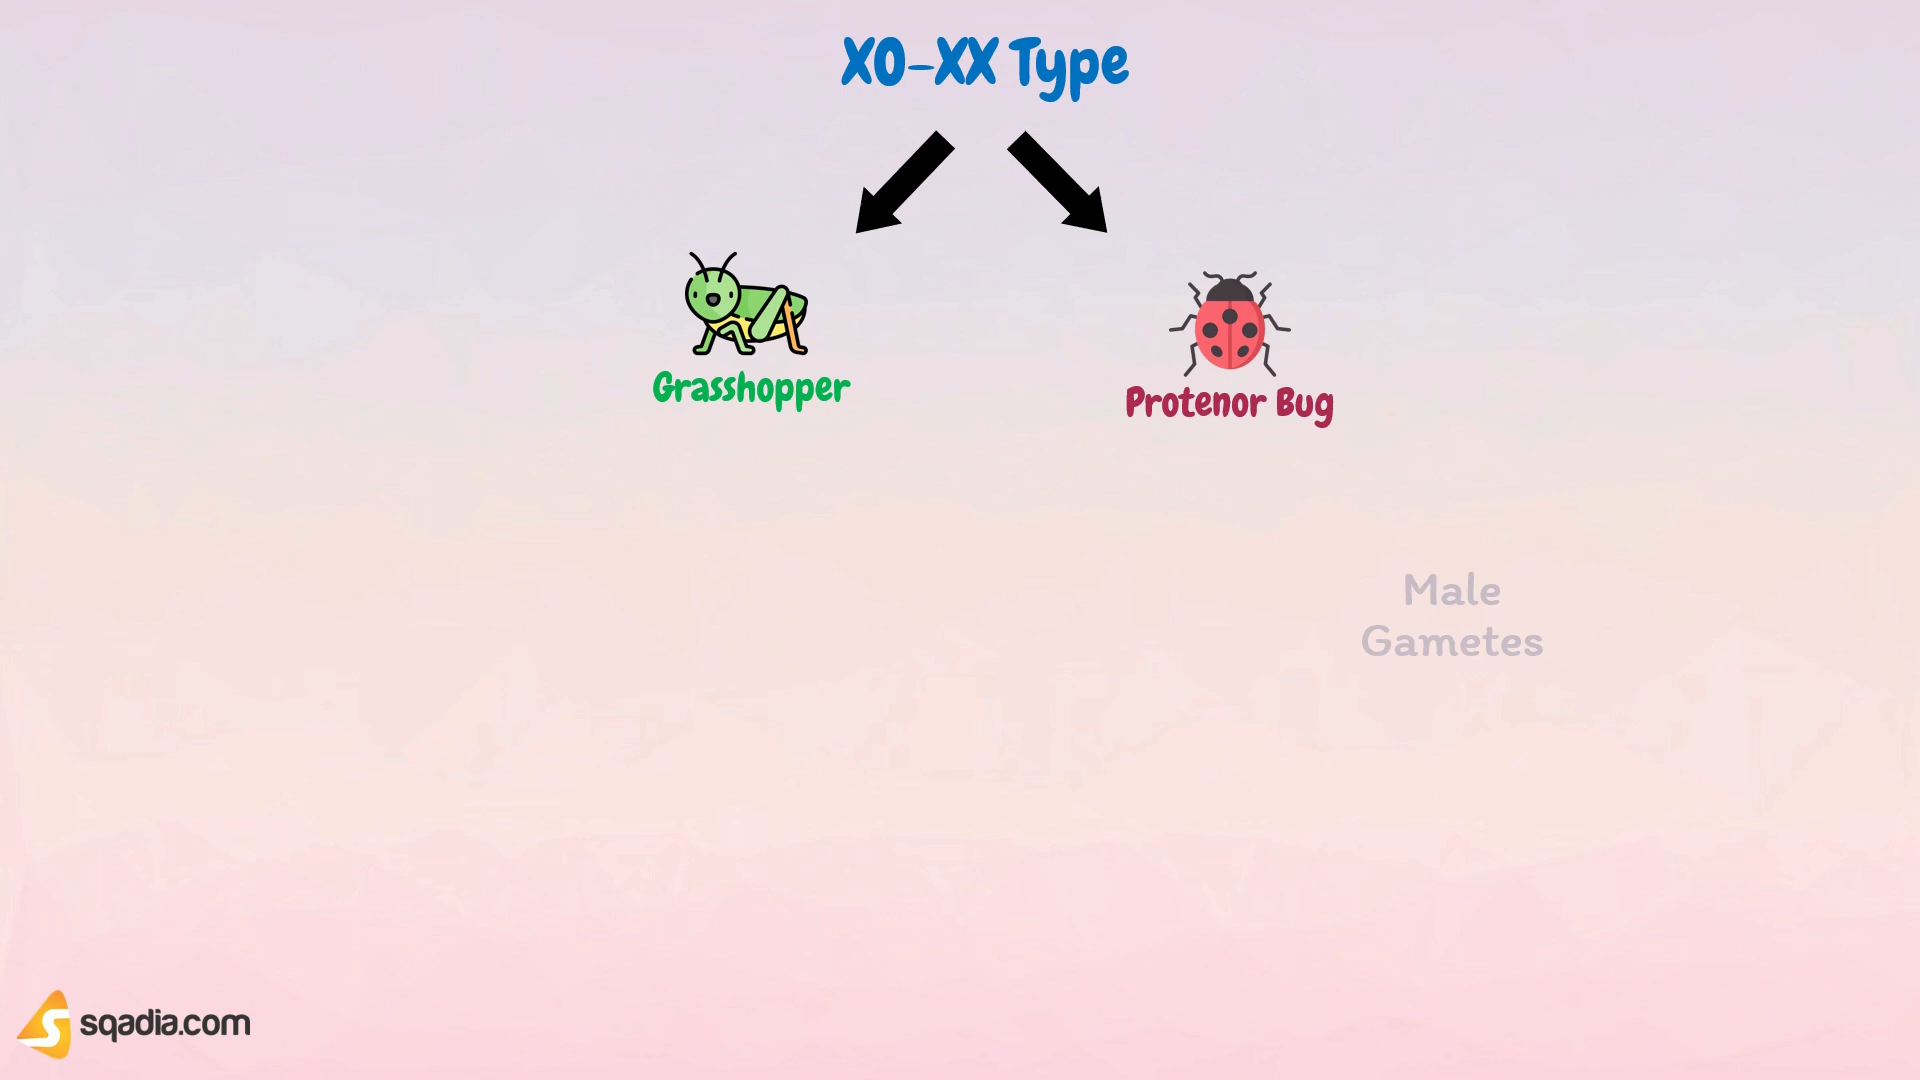 XO-XX Type
Grasshopper
Protenor Bug
Male
Gametes
sqadia.com